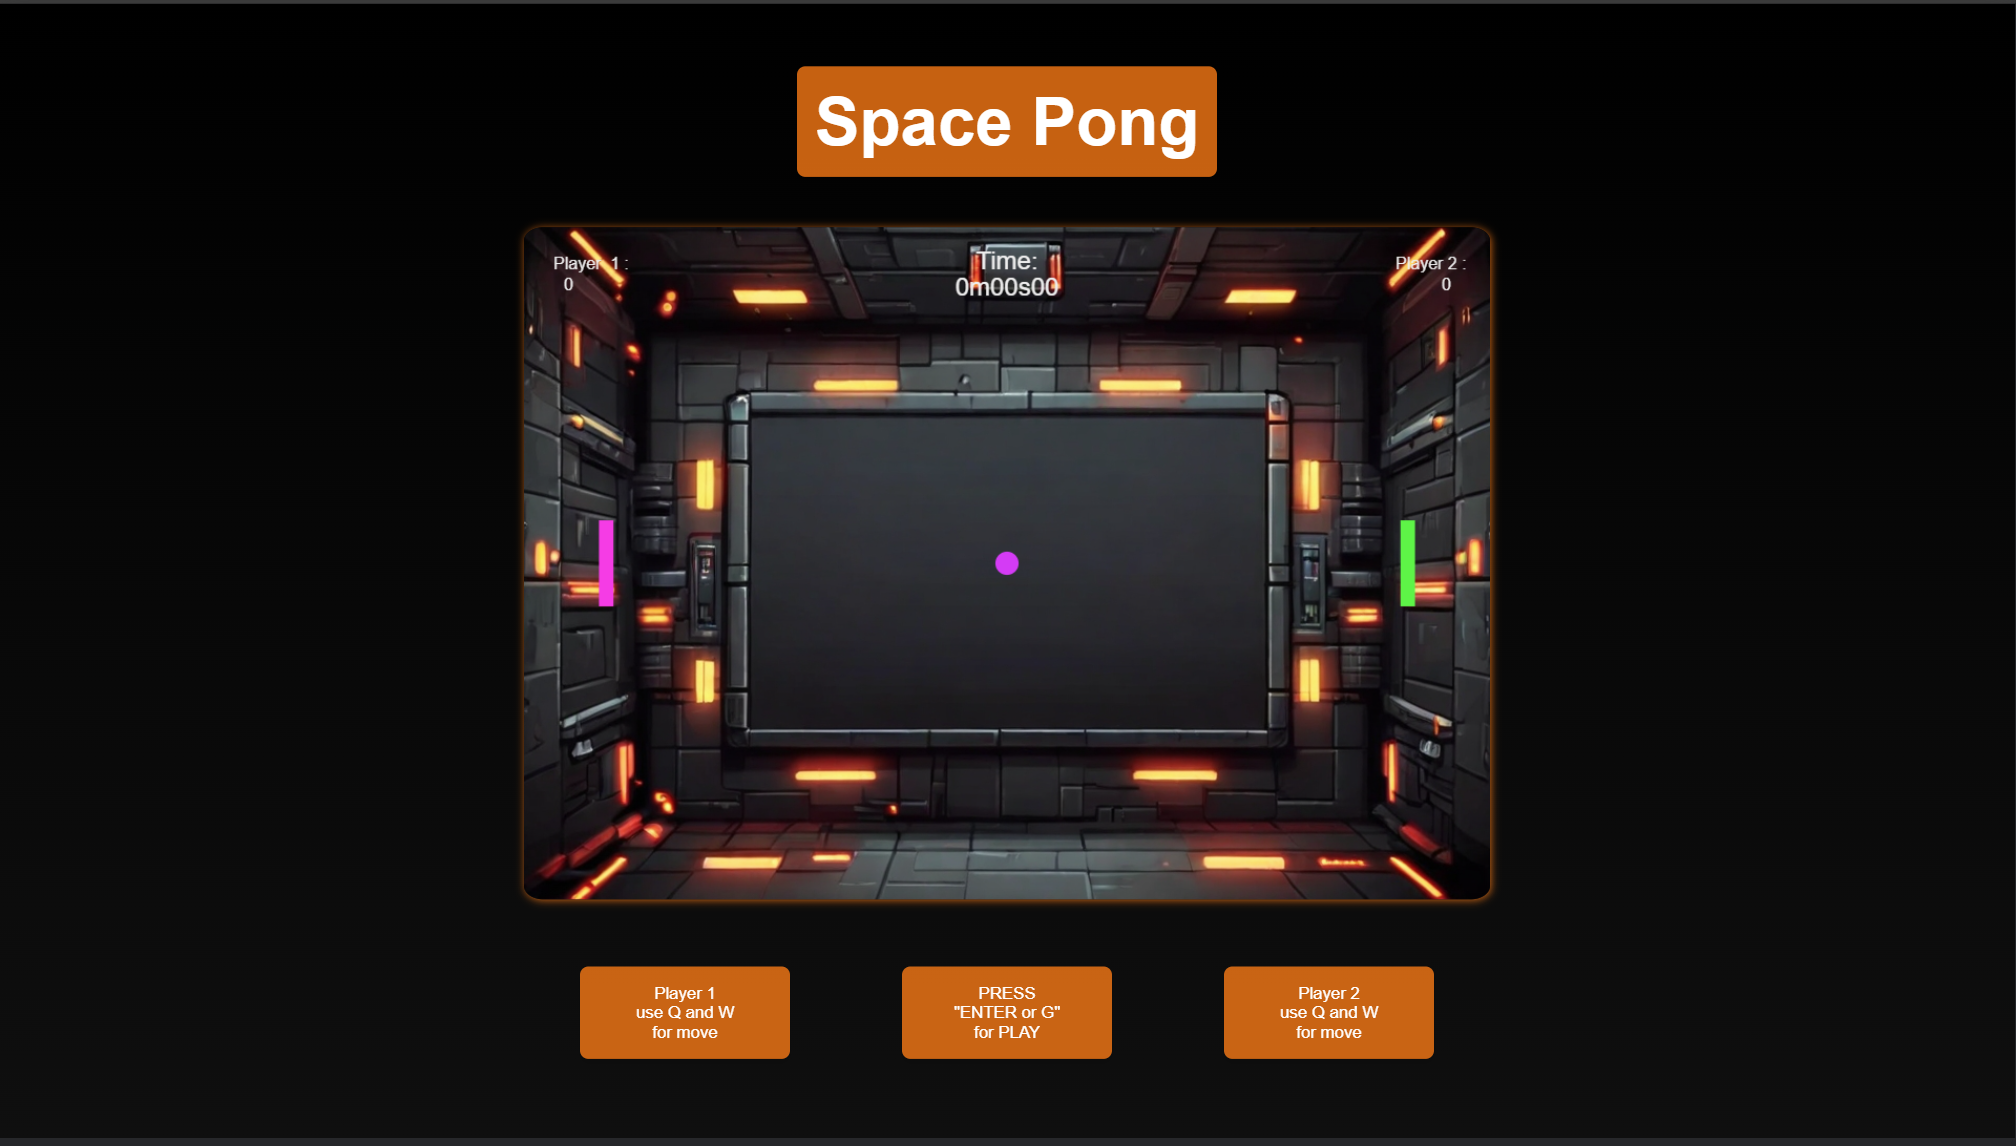 Space Pong
Player 1 :
0
Time:
0m00s00
Player 2 :
0
Player 1
use Q and W
for move
PRESS
"ENTER or G"
for PLAY
Player 2
use Q and W
for move